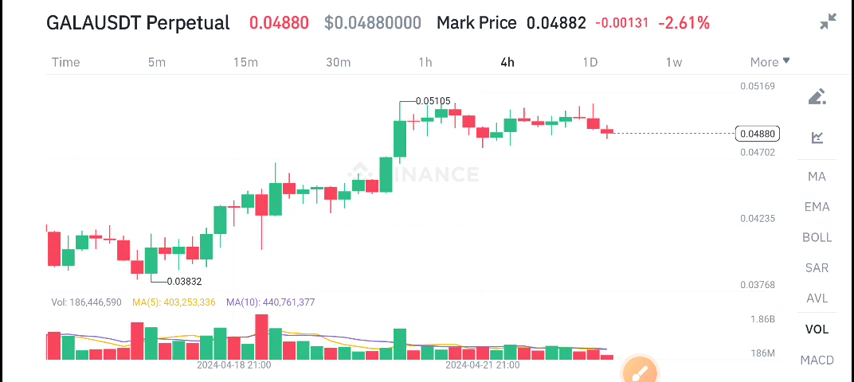 GALAUSDT Perpetual 0.04880 $0.04880000 Mark Price 0.04882 -0.00131 -2.61%
Time 5m 15m 30m 1h 4h 1D 1w More
0.05169
0.05105
0.04880
0.04702
BINANCE
MA
EMA
0.04235
BOLL
SAR
0.03832
0.03768
AVL
Vol: 186,446,590 MA(5): 403,253,336 MA(10): 440,761,377
1.86B
VOL
186M
MACD
2024-04-18 21:00 2024-04-21 21:00